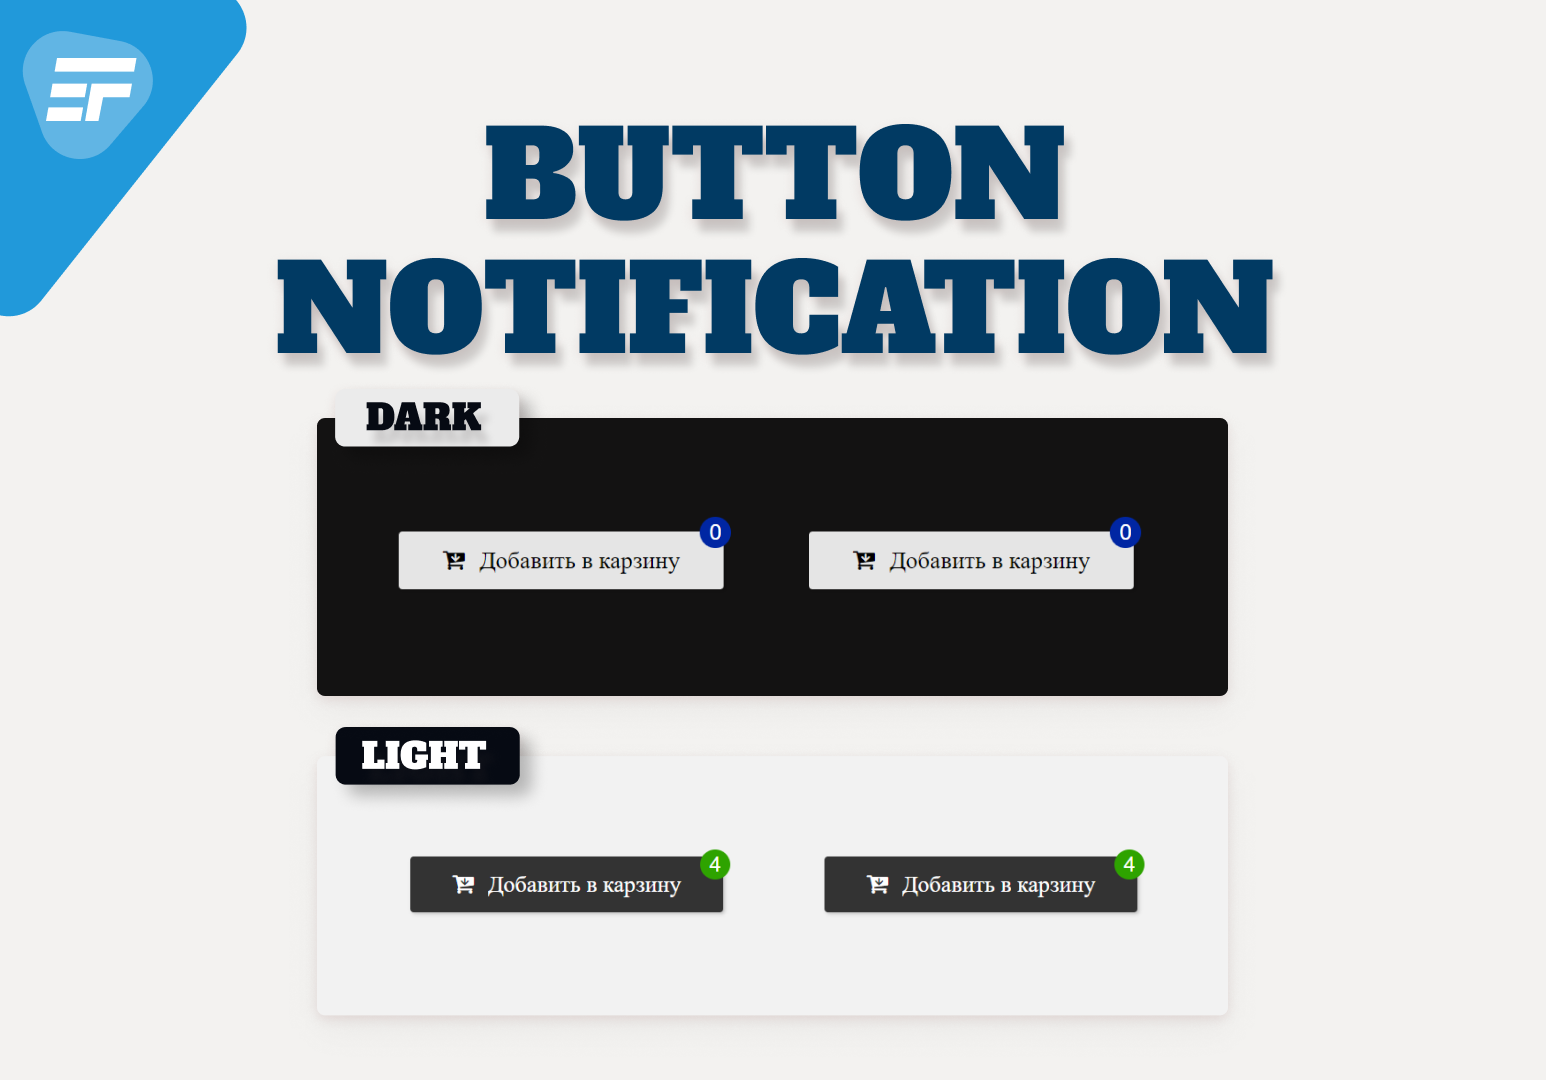 BUTTON
NOTIFICATION
DARK
0
Добавить в карзину
0
Добавить в карзину
LIGHT
4
Добавить в карзину
4
Добавить в карзину